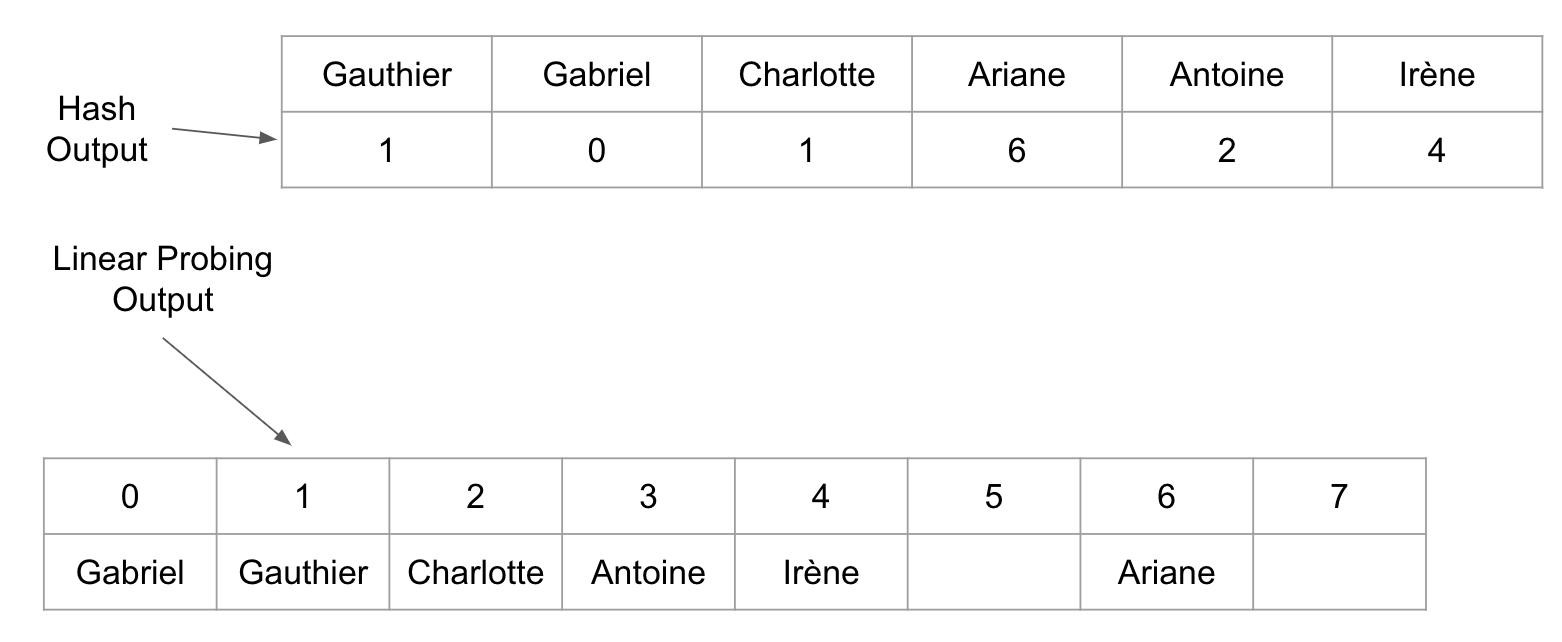 Hash
Output
Gauthier Gabriel Charlotte Ariane Antoine Irène
1 0 1 6 2 4
Linear Probing
Output
0 1 2 3 4 5 6 7
Gabriel Gauthier Charlotte Antoine Irène Ariane